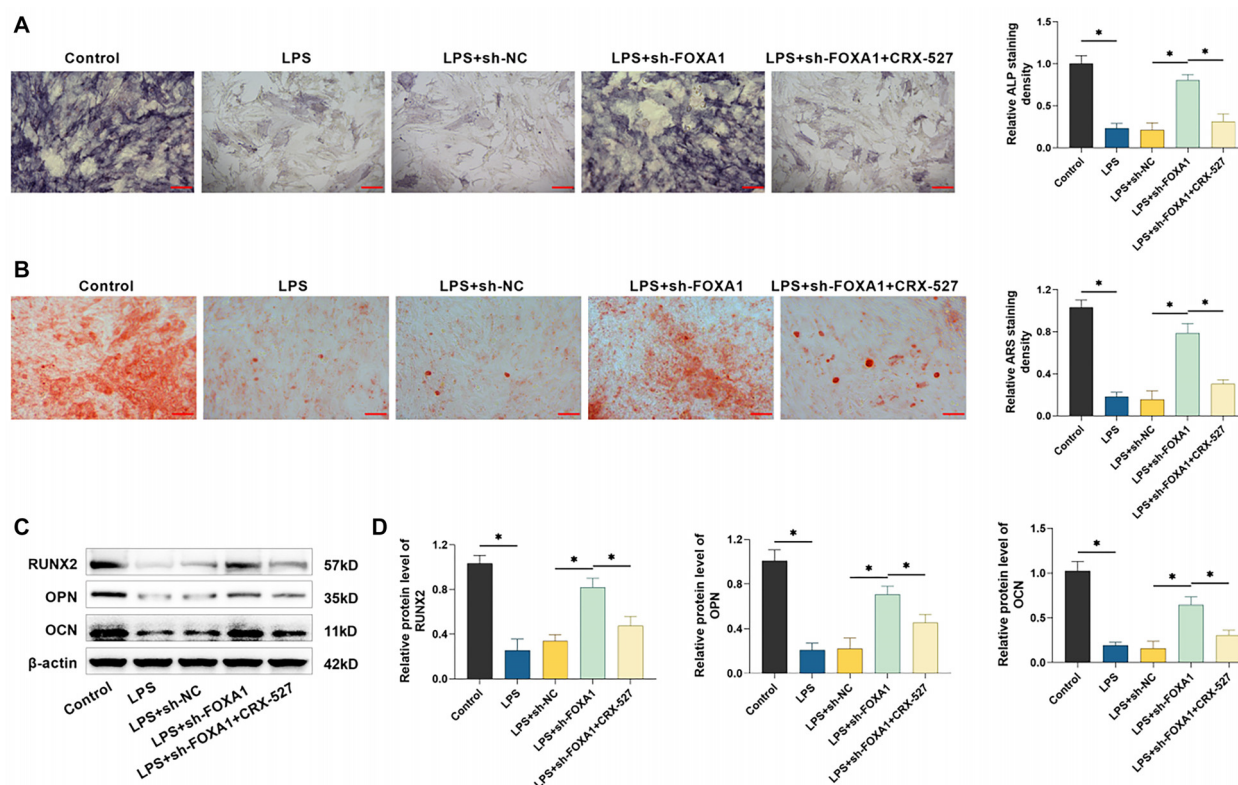 A
Control
LPS
LPS+sh-NC
LPS+sh-FOXA1
LPS+sh-FOXA1+CRX-527
Relative ALP staining
density
1.5
1.0
0.5
0.0
*
*
*
Control
LPS
LPS+sh-NC
LPS+sh-FOXA1
LPS+sh-FOXA1+CRX-527
B
Control
LPS
LPS+sh-NC
LPS+sh-FOXA1
LPS+sh-FOXA1+CRX-527
Relative ARS staining
density
1.2
0.8
0.4
0.0
*
*
*
Control
LPS
LPS+sh-NC
LPS+sh-FOXA1
LPS+sh-FOXA1+CRX-527
C
RUNX2
57kD
OPN
35kD
OCN
11kD
β-actin
42kD
Control
LPS
LPS+sh-NC
LPS+sh-FOXA1
LPS+sh-FOXA1+CRX-527
D
Relative protein level of
RUNX2
1.2
0.8
0.4
0.0
*
*
*
Control
LPS
LPS+sh-NC
LPS+sh-FOXA1
LPS+sh-FOXA1+CRX-527
Relative protein level of
OPN
1.2
0.9
0.6
0.3
0.0
*
*
*
Control
LPS
LPS+sh-NC
LPS+sh-FOXA1
LPS+sh-FOXA1+CRX-527
Relative protein level of
OCN
1.5
1.0
0.5
0.0
*
*
*
Control
LPS
LPS+sh-NC
LPS+sh-FOXA1
LPS+sh-FOXA1+CRX-527